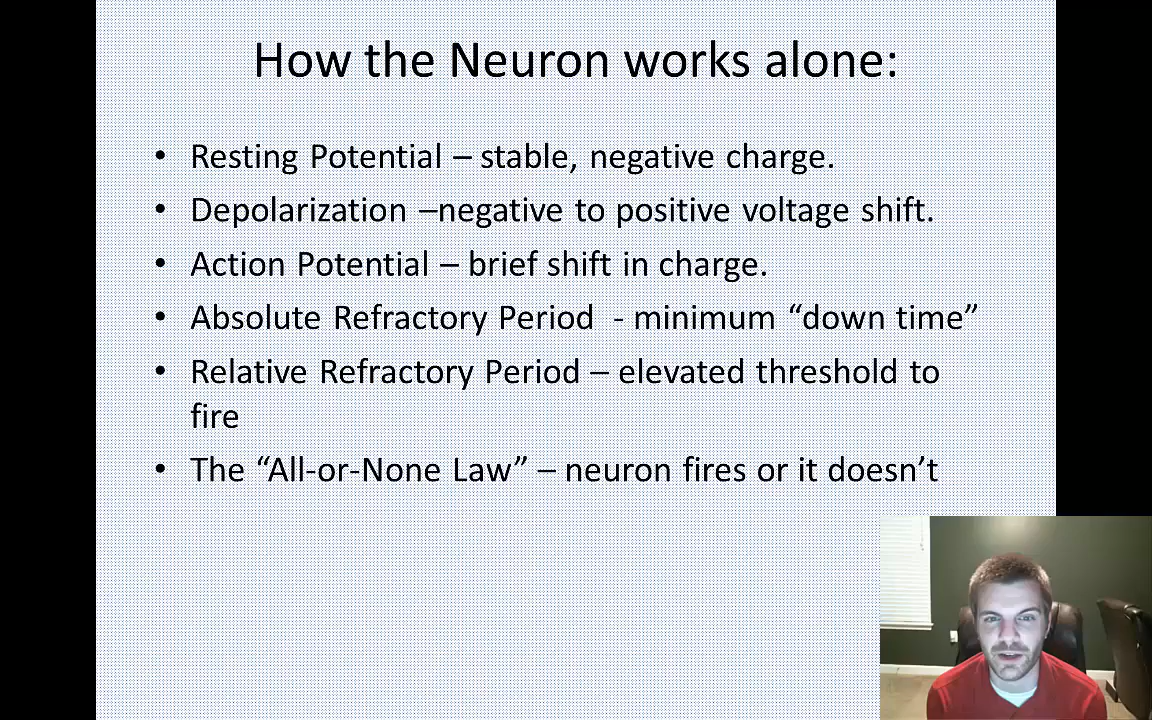 How the Neuron works alone:
• Resting Potential – stable, negative charge.
• Depolarization –negative to positive voltage shift.
• Action Potential – brief shift in charge.
• Absolute Refractory Period - minimum “down time”
• Relative Refractory Period – elevated threshold to
fire
• The “All-or-None Law” – neuron fires or it doesn’t